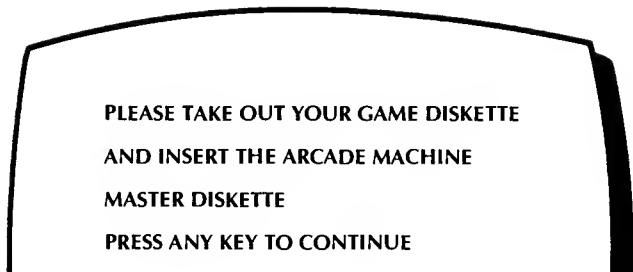 PLEASE TAKE OUT YOUR GAME DISKETTE
AND INSERT THE ARCADE MACHINE
MASTER DISKETTE
PRESS ANY KEY TO CONTINUE